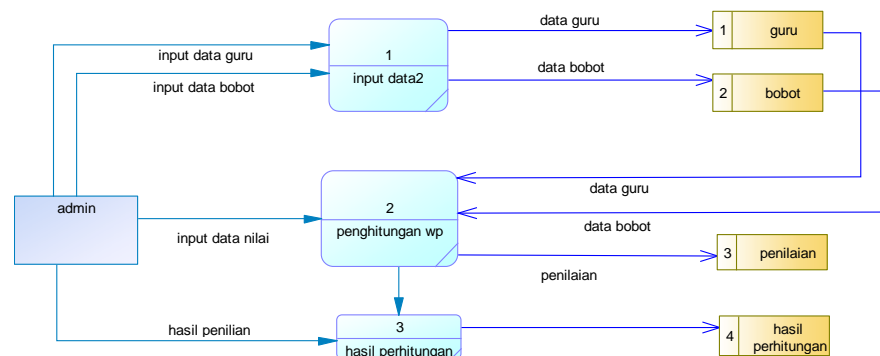 data guru
1 guru
input data guru
1
input data2
data bobot
2 bobot
input data bobot
admin
2
penghitungan wp
data guru
data bobot
input data nilai
3 penilaian
penilaian
hasil penilian
3
hasil perhitungan
4 hasil
perhitungan